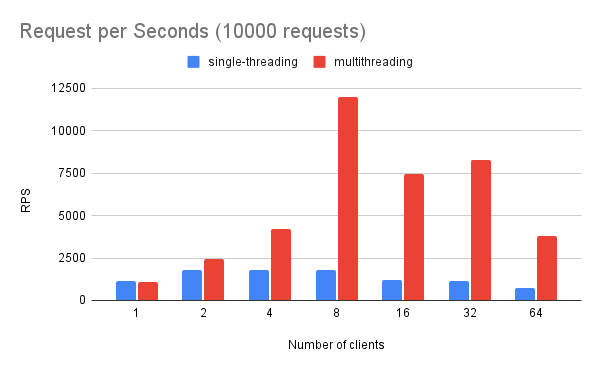 Request per Seconds (10000 requests)
single-threading multithreading
12500
10000
7500
5000
2500
0
RPS
1 2 4 8 16 32 64
Number of clients